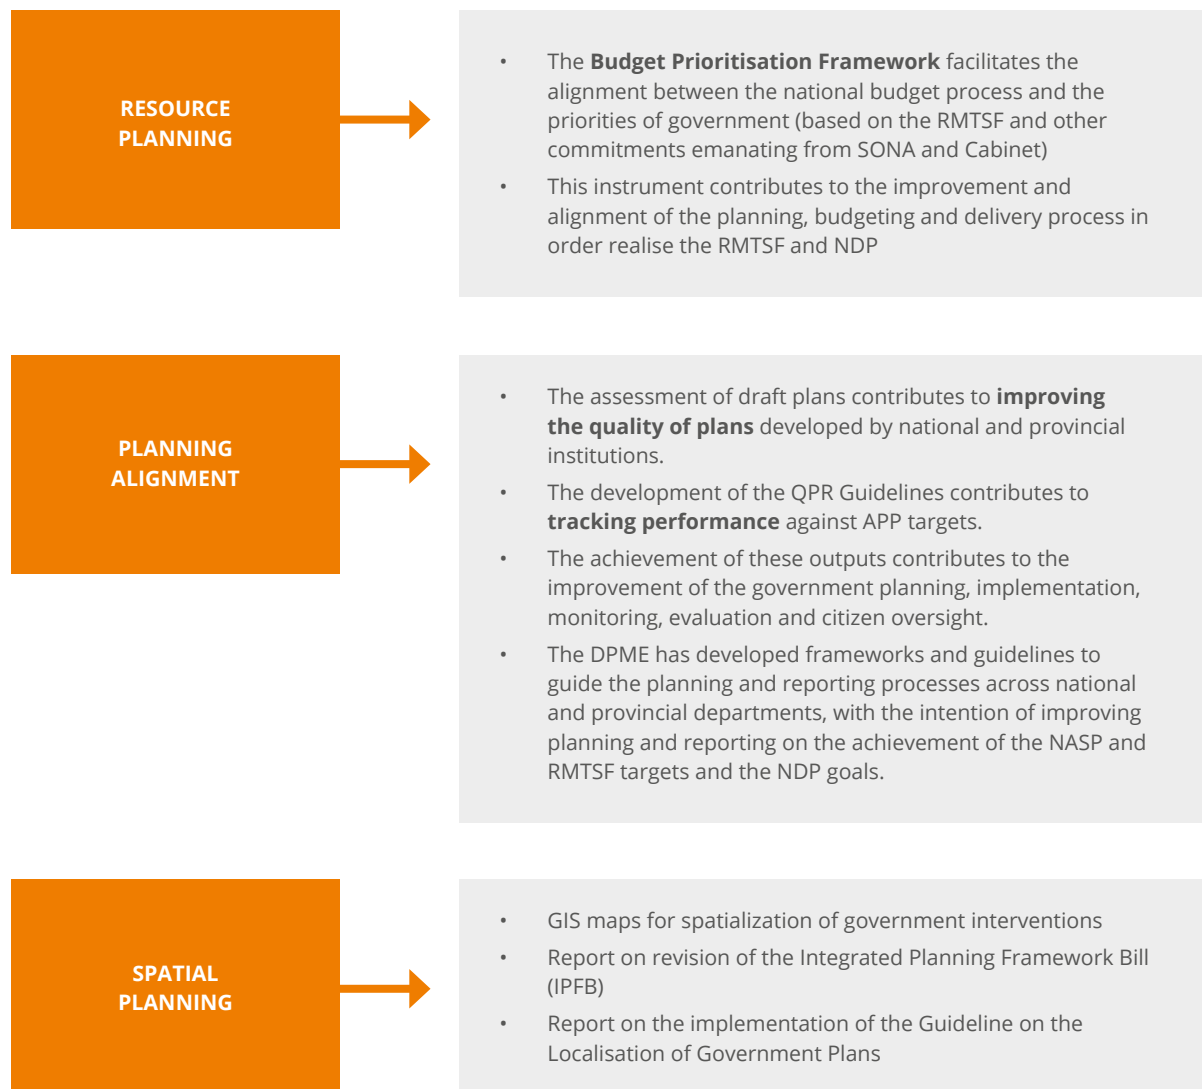 RESOURCE
PLANNING
• The Budget Prioritisation Framework facilitates the
alignment between the national budget process and the
priorities of government (based on the RMTSF and other
commitments emanating from SONA and Cabinet)
• This instrument contributes to the improvement and
alignment of the planning, budgeting and delivery process in
order realise the RMTSF and NDP
PLANNING
ALIGNMENT
• The assessment of draft plans contributes to improving
the quality of plans developed by national and provincial
institutions.
• The development of the QPR Guidelines contributes to
tracking performance against APP targets.
• The achievement of these outputs contributes to the
improvement of the government planning, implementation,
monitoring, evaluation and citizen oversight.
• The DPME has developed frameworks and guidelines to
guide the planning and reporting processes across national
and provincial departments, with the intention of improving
planning and reporting on the achievement of the NASP and
RMTSF targets and the NDP goals.
SPATIAL
PLANNING
• GIS maps for spatialization of government interventions
• Report on revision of the Integrated Planning Framework Bill
(IPFB)
• Report on the implementation of the Guideline on the
Localisation of Government Plans